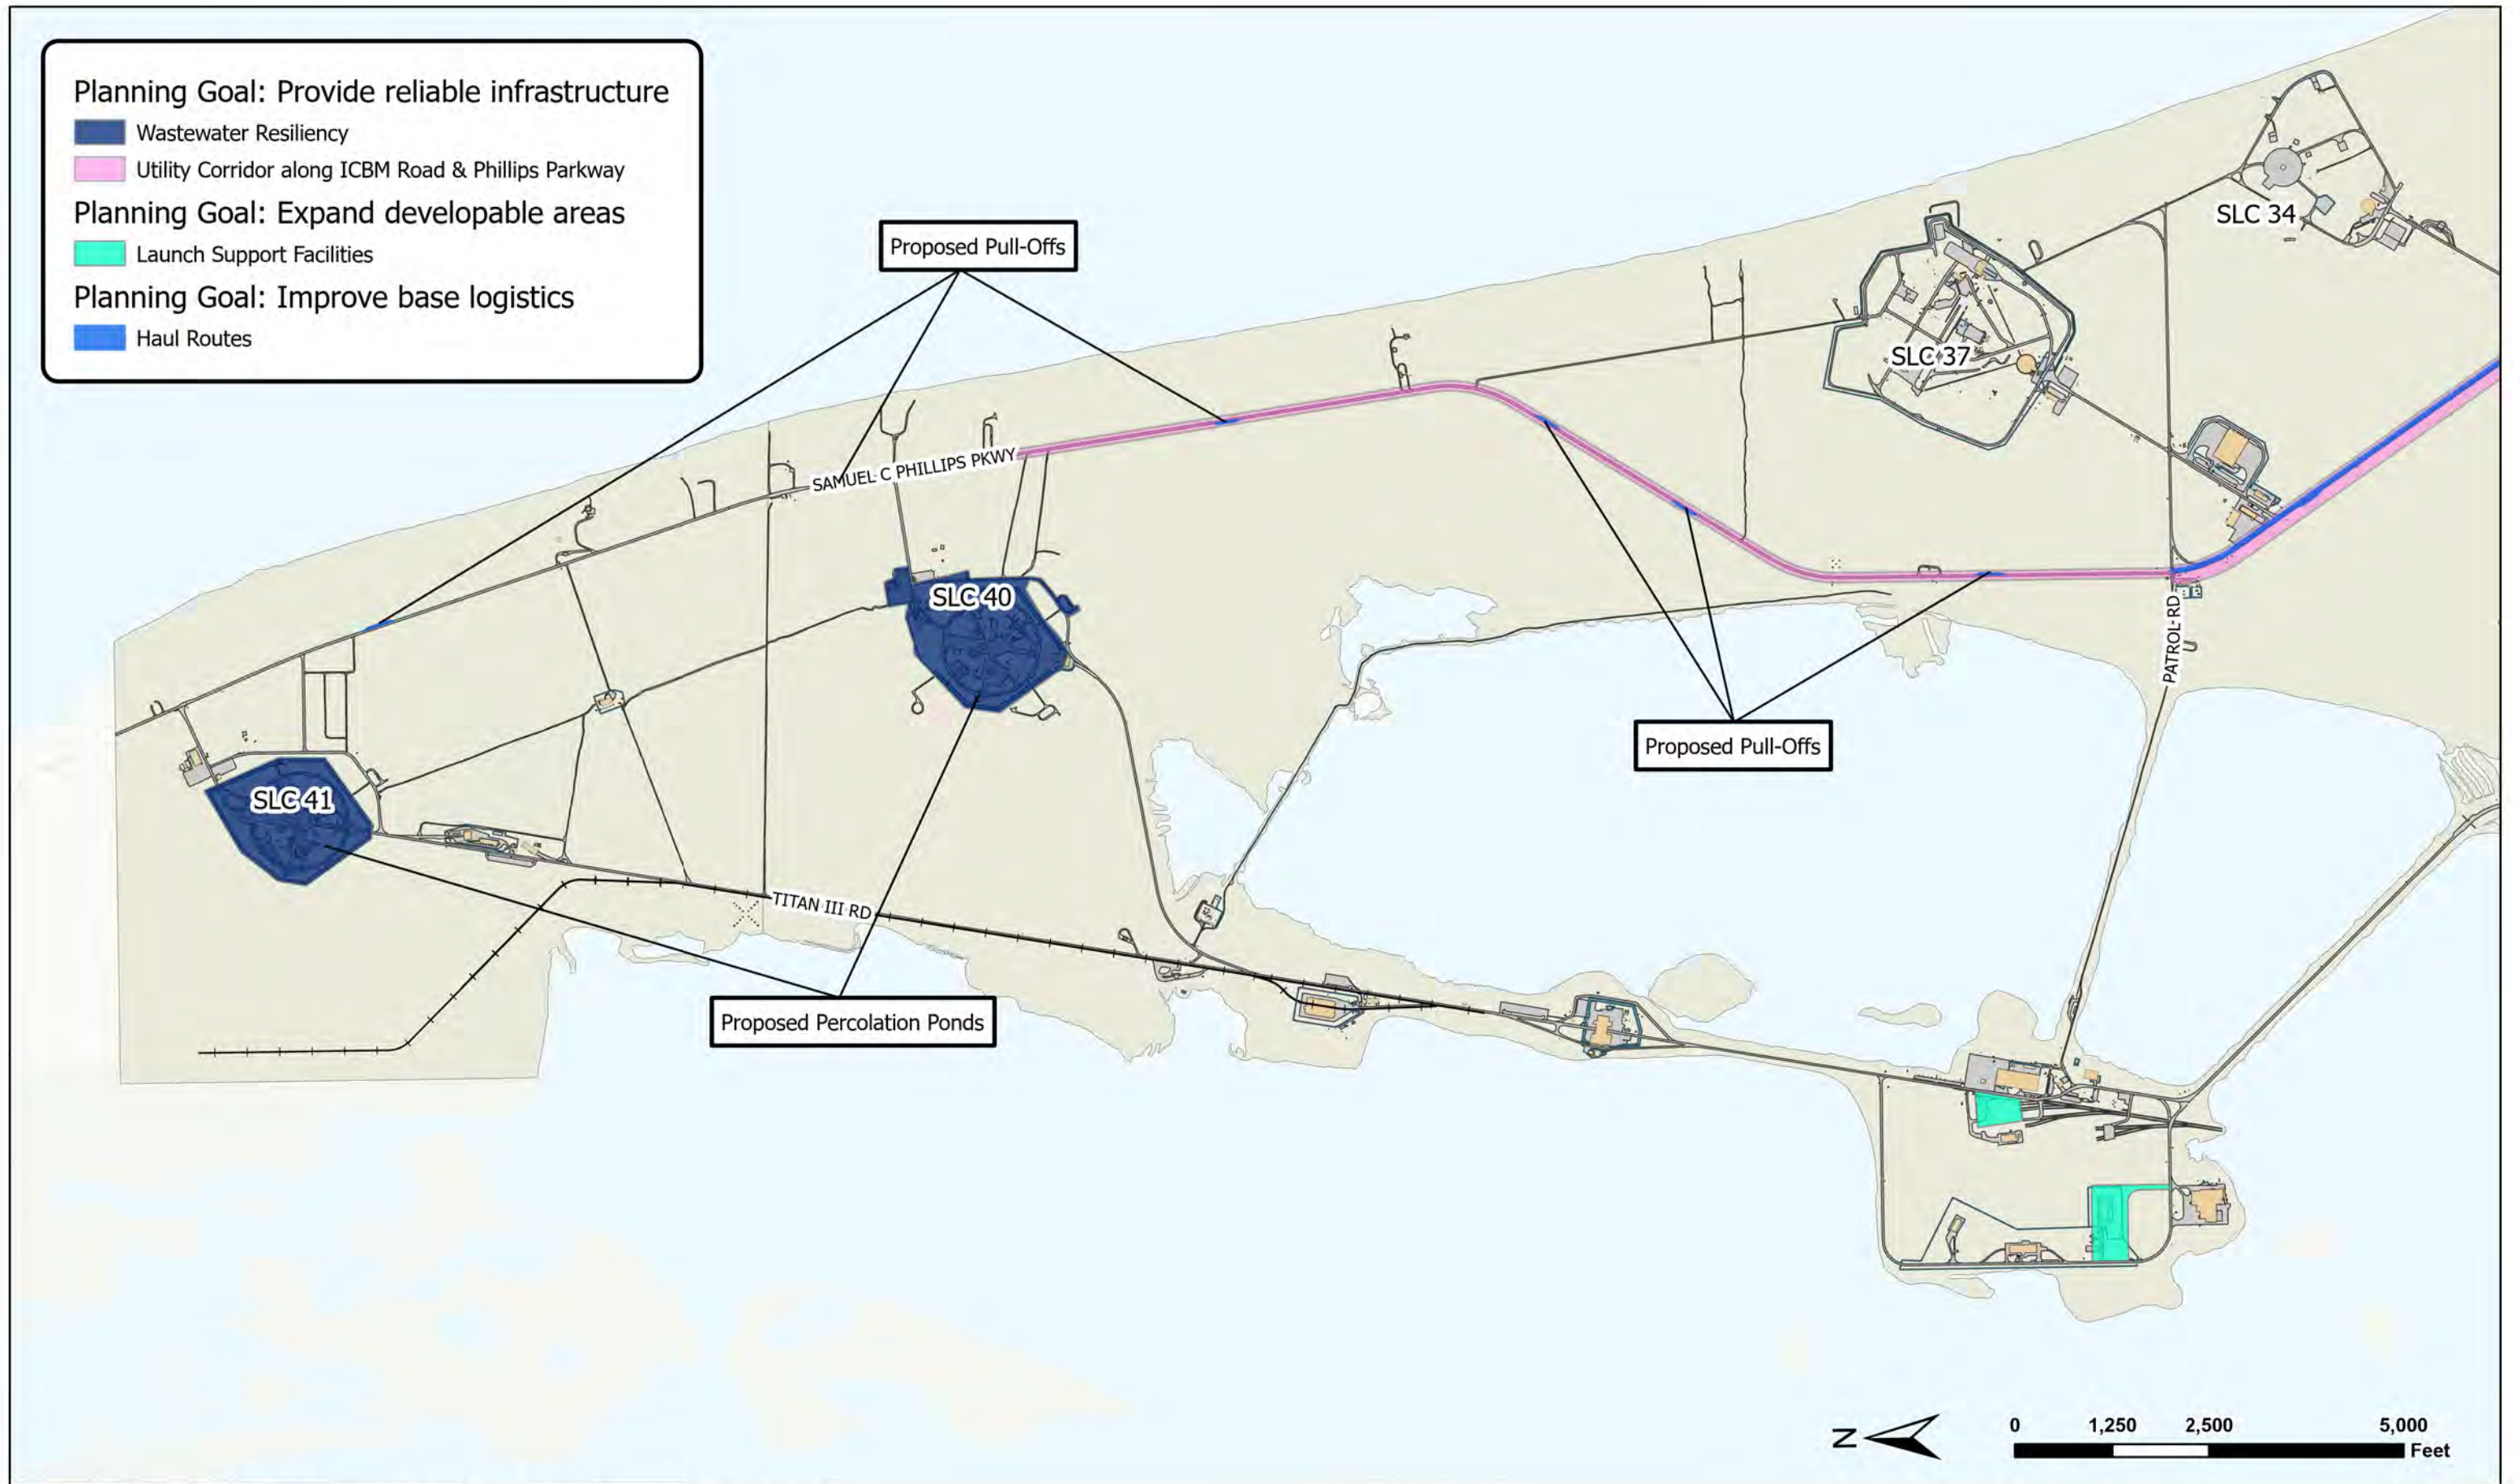 Planning Goal: Provide reliable infrastructure
Wastewater Resiliency
Utility Corridor along ICBM Road & Phillips Parkway
Planning Goal: Expand developable areas
Launch Support Facilities
Planning Goal: Improve base logistics
Haul Routes
Proposed Pull-Offs
SLC 34
SLC 37
SAMUEL C PHILLIPS PKWY
SLC 40
PATROL RD
Proposed Pull-Offs
SLC 41
TITAN III RD
Proposed Percolation Ponds
N
0 1,250 2,500 5,000
Feet